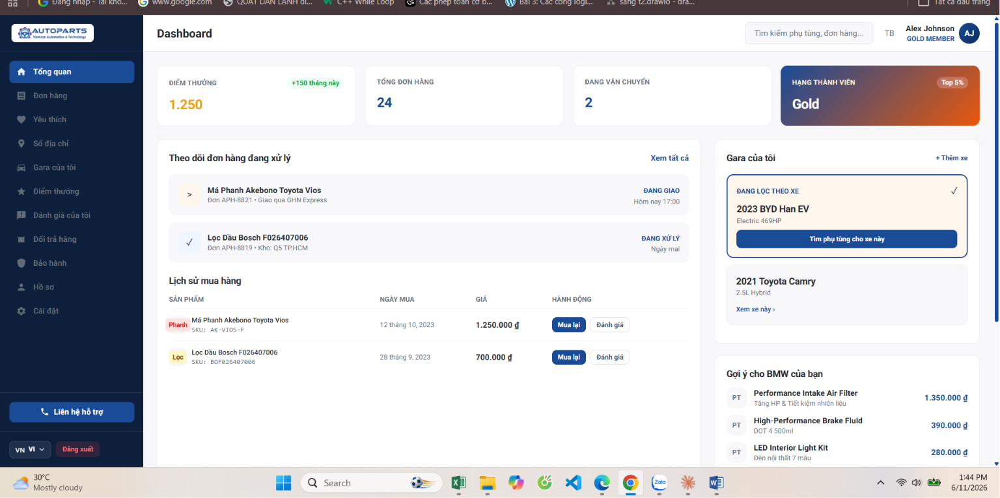 Đăng nhập - Tài kho...
www.google.com
QUẠT DÀN LẠNH đi...
C++ While Loop
Các phép toán cơ b...
Bài 3: Các cổng logi...
sang t2.drawio - dra...
Tất cả dấu trang
AUTOPARTS
Vietnam Automotive & Technology
Dashboard
Tìm kiếm phụ tùng, đơn hàng...
TB
Alex Johnson
GOLD MEMBER
AJ
Tổng quan
Đơn hàng
Yêu thích
Sổ địa chỉ
Gara của tôi
Điểm thưởng
Đánh giá của tôi
Đổi trả hàng
Bảo hành
Hồ sơ
Cài đặt
Liên hệ hỗ trợ
VN VI
Đăng xuất
ĐIỂM THƯỞNG
+150 tháng này
1.250
TỔNG ĐƠN HÀNG
24
ĐANG VẬN CHUYỂN
2
HẠNG THÀNH VIÊN
Top 5%
Gold
Theo dõi đơn hàng đang xử lý
Xem tất cả
>
Má Phanh Akebono Toyota Vios
Đơn APH-8821 • Giao qua GHN Express
ĐANG GIAO
Hôm nay 17:00
✓
Lọc Dầu Bosch F026407006
Đơn APH-8819 • Kho: Q5 TP.HCM
ĐANG XỬ LÝ
Ngày mai
Lịch sử mua hàng
SẢN PHẨM NGÀY MUA GIÁ HÀNH ĐỘNG
Phanh
Má Phanh Akebono Toyota Vios
SKU: AK-VIOS-F
12 tháng 10, 2023
1.250.000 ₫
Mua lại
Đánh giá
Lọc
Lọc Dầu Bosch F026407006
SKU: BOF026407006
28 tháng 9, 2023
700.000 ₫
Mua lại
Đánh giá
Gara của tôi
+ Thêm xe
ĐANG LỌC THEO XE
✓
2023 BYD Han EV
Electric 469HP
Tìm phụ tùng cho xe này
2021 Toyota Camry
2.5L Hybrid
Xem xe này ›
Gợi ý cho BMW của bạn
PT
Performance Intake Air Filter
Tăng HP & Tiết kiệm nhiên liệu
1.350.000 ₫
PT
High-Performance Brake Fluid
DOT 4 500ml
390.000 ₫
PT
LED Interior Light Kit
Đèn nội thất 7 màu
280.000 ₫
30°C
Mostly cloudy
Search
Zalo
1:44 PM
6/11/2026